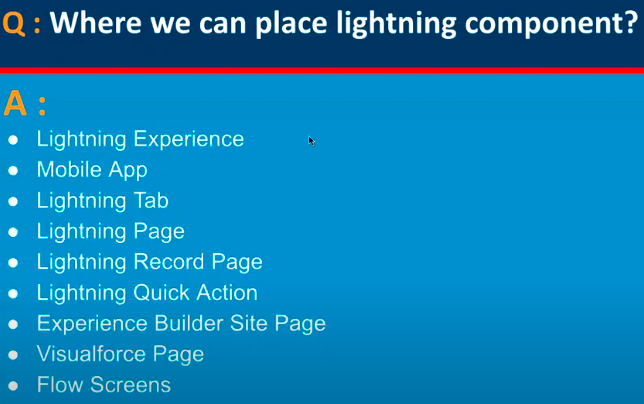 Q : Where we can place lightning component?
A :
● Lightning Experience
● Mobile App
● Lightning Tab
● Lightning Page
● Lightning Record Page
● Lightning Quick Action
● Experience Builder Site Page
● Visualforce Page
● Flow Screens